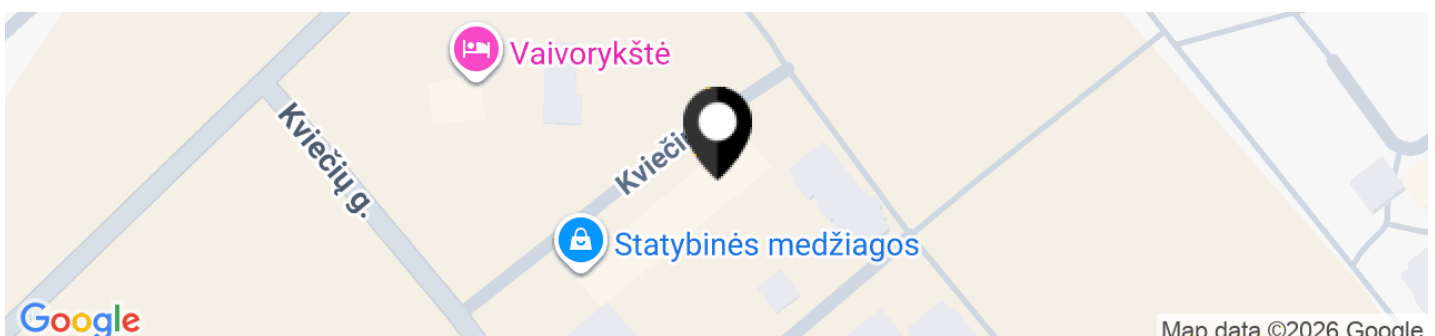 Vaivorykštė
Kviečių g.
Statybinės medžiagos
Google
Map data ©2026 Google